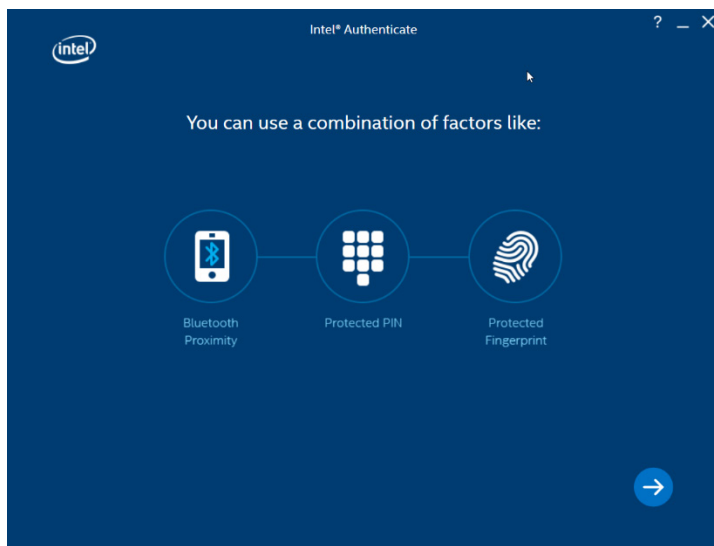 intel
Intel® Authenticate
?
You can use a combination of factors like:
Bluetooth
Proximity
Protected PIN
Protected
Fingerprint